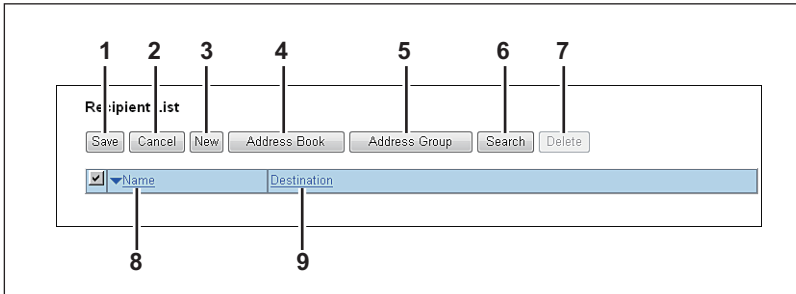 1 2 3 4 5 6 7
Recipient List
Save Cancel New Address Book Address Group Search Delete
Name Destination
8 9